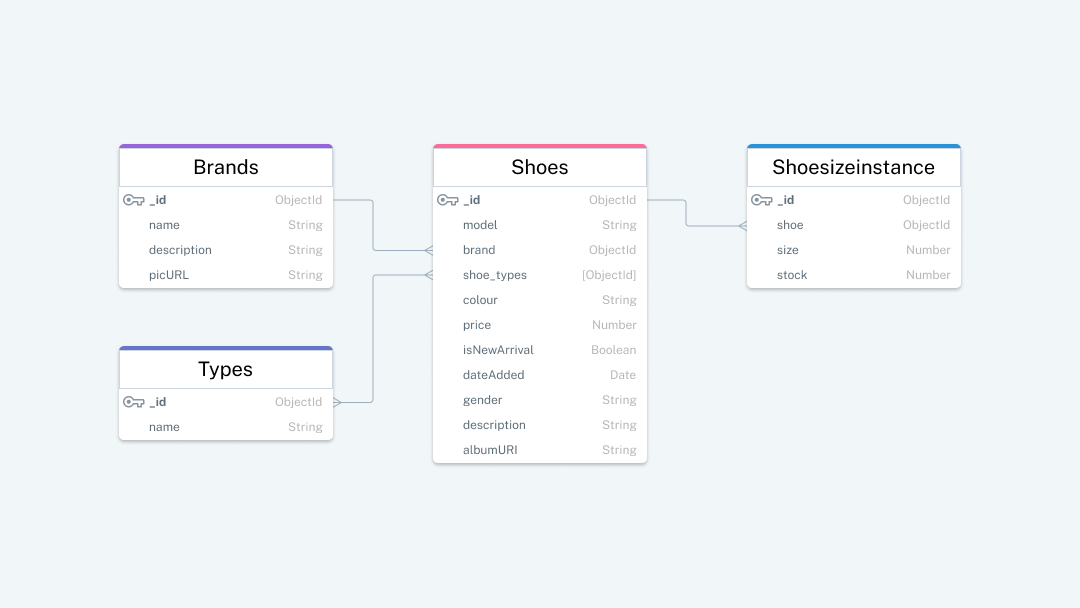 Brands
_id ObjectId
name String
description String
picURL String
Types
_id ObjectId
name String
Shoes
_id ObjectId
model String
brand ObjectId
shoe_types [ObjectId]
colour String
price Number
isNewArrival Boolean
dateAdded Date
gender String
description String
albumURI String
Shoesizeinstance
_id ObjectId
shoe ObjectId
size Number
stock Number